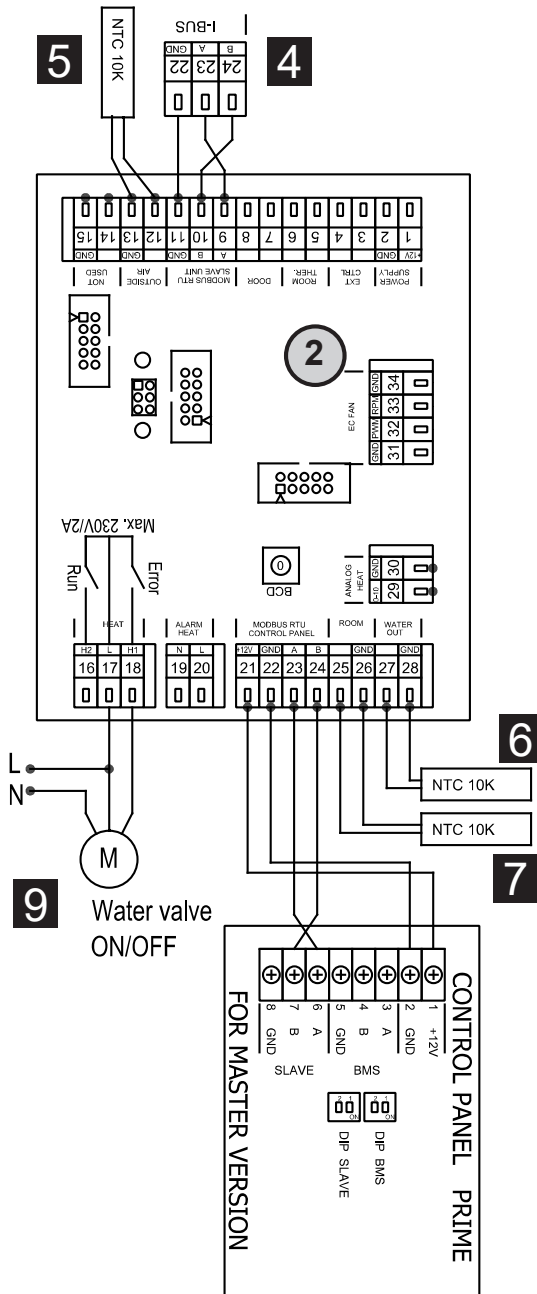 5
NTC 10K
I-BUS
GND A B
22 23 24
4
15 14 13 12 11 10 9 8 7 6 5 4 3 2 1
GND GND GND B A GND +12V
NOT USED
OUTSIDE AIR
MODBUS RTU SLAVE UNIT
DOOR
ROOM THER.
EXT CTRL
POWER SUPPLY
2
EC FAN
GND PWM RPM GND
31 32 33 34
Max. 230V/2A
Run
Error
0
BCD
ANALOG HEAT
0-10 GND
29 30
HEAT
ALARM HEAT
MODBUS RTU CONTROL PANEL
ROOM
WATER OUT
H2 L H1 N L +12V GND A B GND GND
16 17 18 19 20 21 22 23 24 25 26 27 28
6
NTC 10K
NTC 10K
7
L
N
M
9
Water valve
ON/OFF
8 7 6 5 4 3 2 1
GND B A GND B A GND +12V
SLAVE
BMS
2 1
ON
2 1
ON
DIP SLAVE
DIP BMS
FOR MASTER VERSION
CONTROL PANEL PRIME